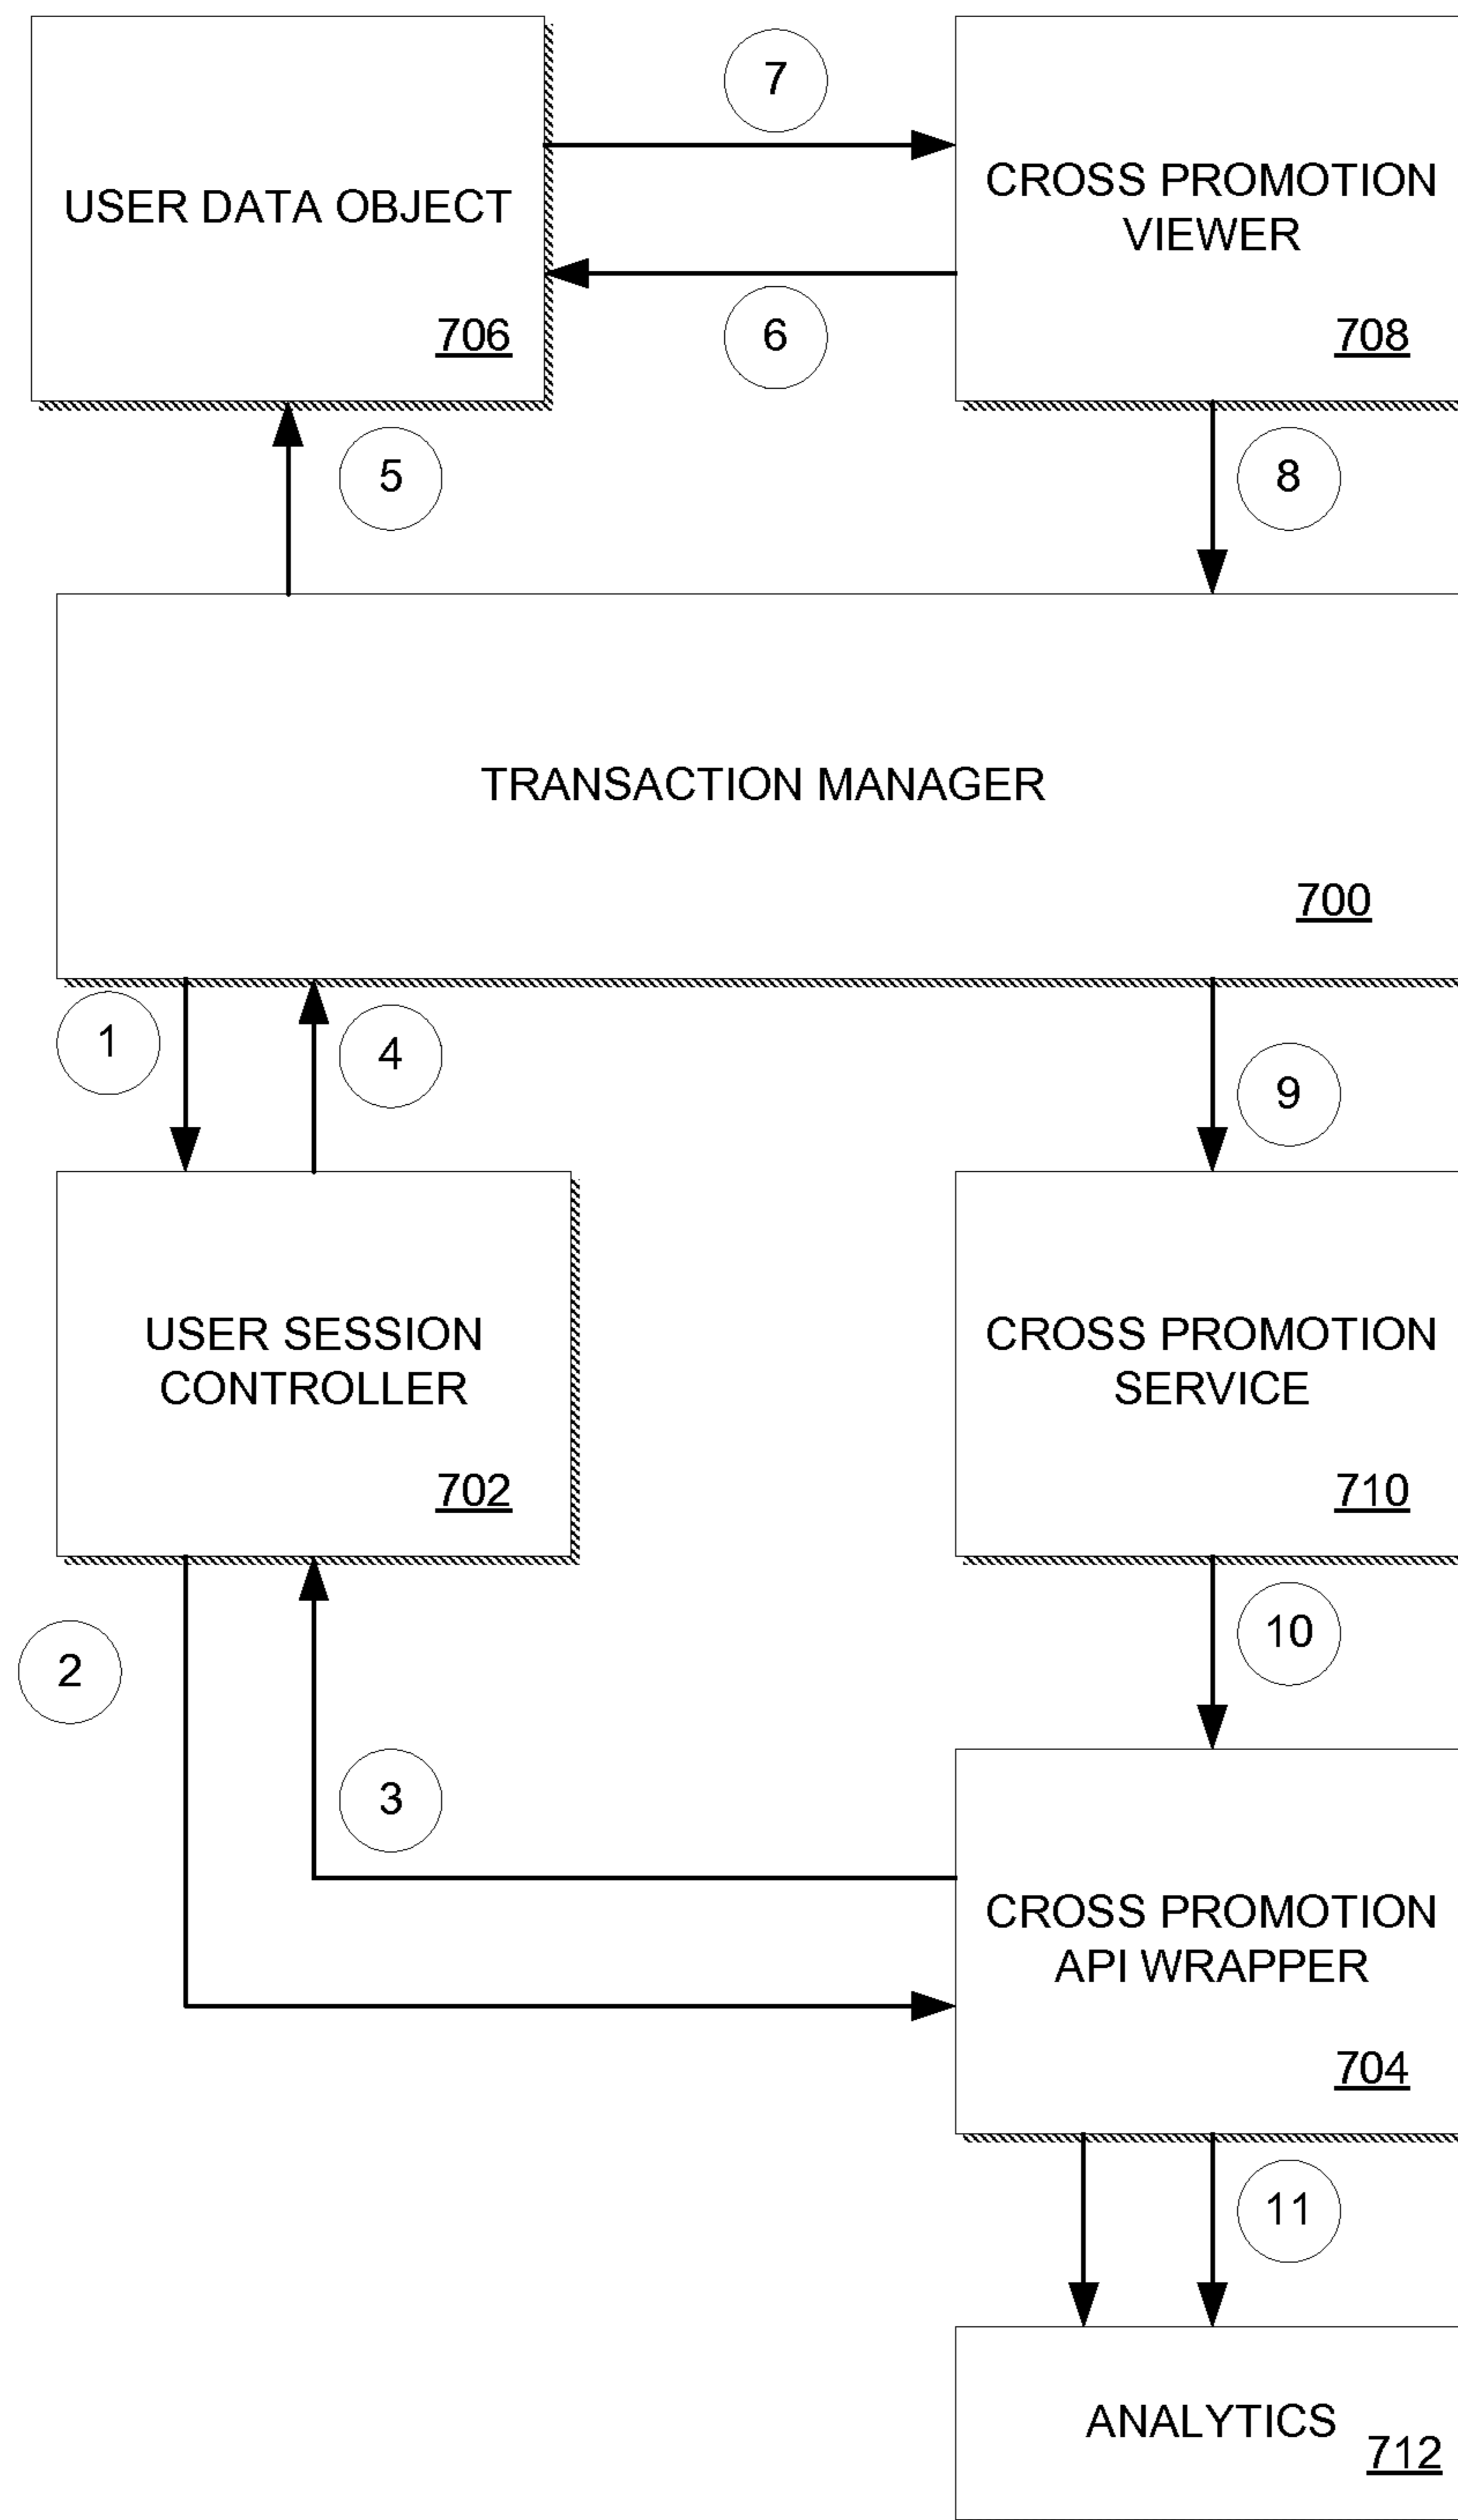 7
USER DATA OBJECT
706
CROSS PROMOTION
VIEWER
708
6
5
8
TRANSACTION MANAGER
700
1
4
9
USER SESSION
CONTROLLER
702
CROSS PROMOTION
SERVICE
710
2
10
3
CROSS PROMOTION
API WRAPPER
704
11
ANALYTICS
712